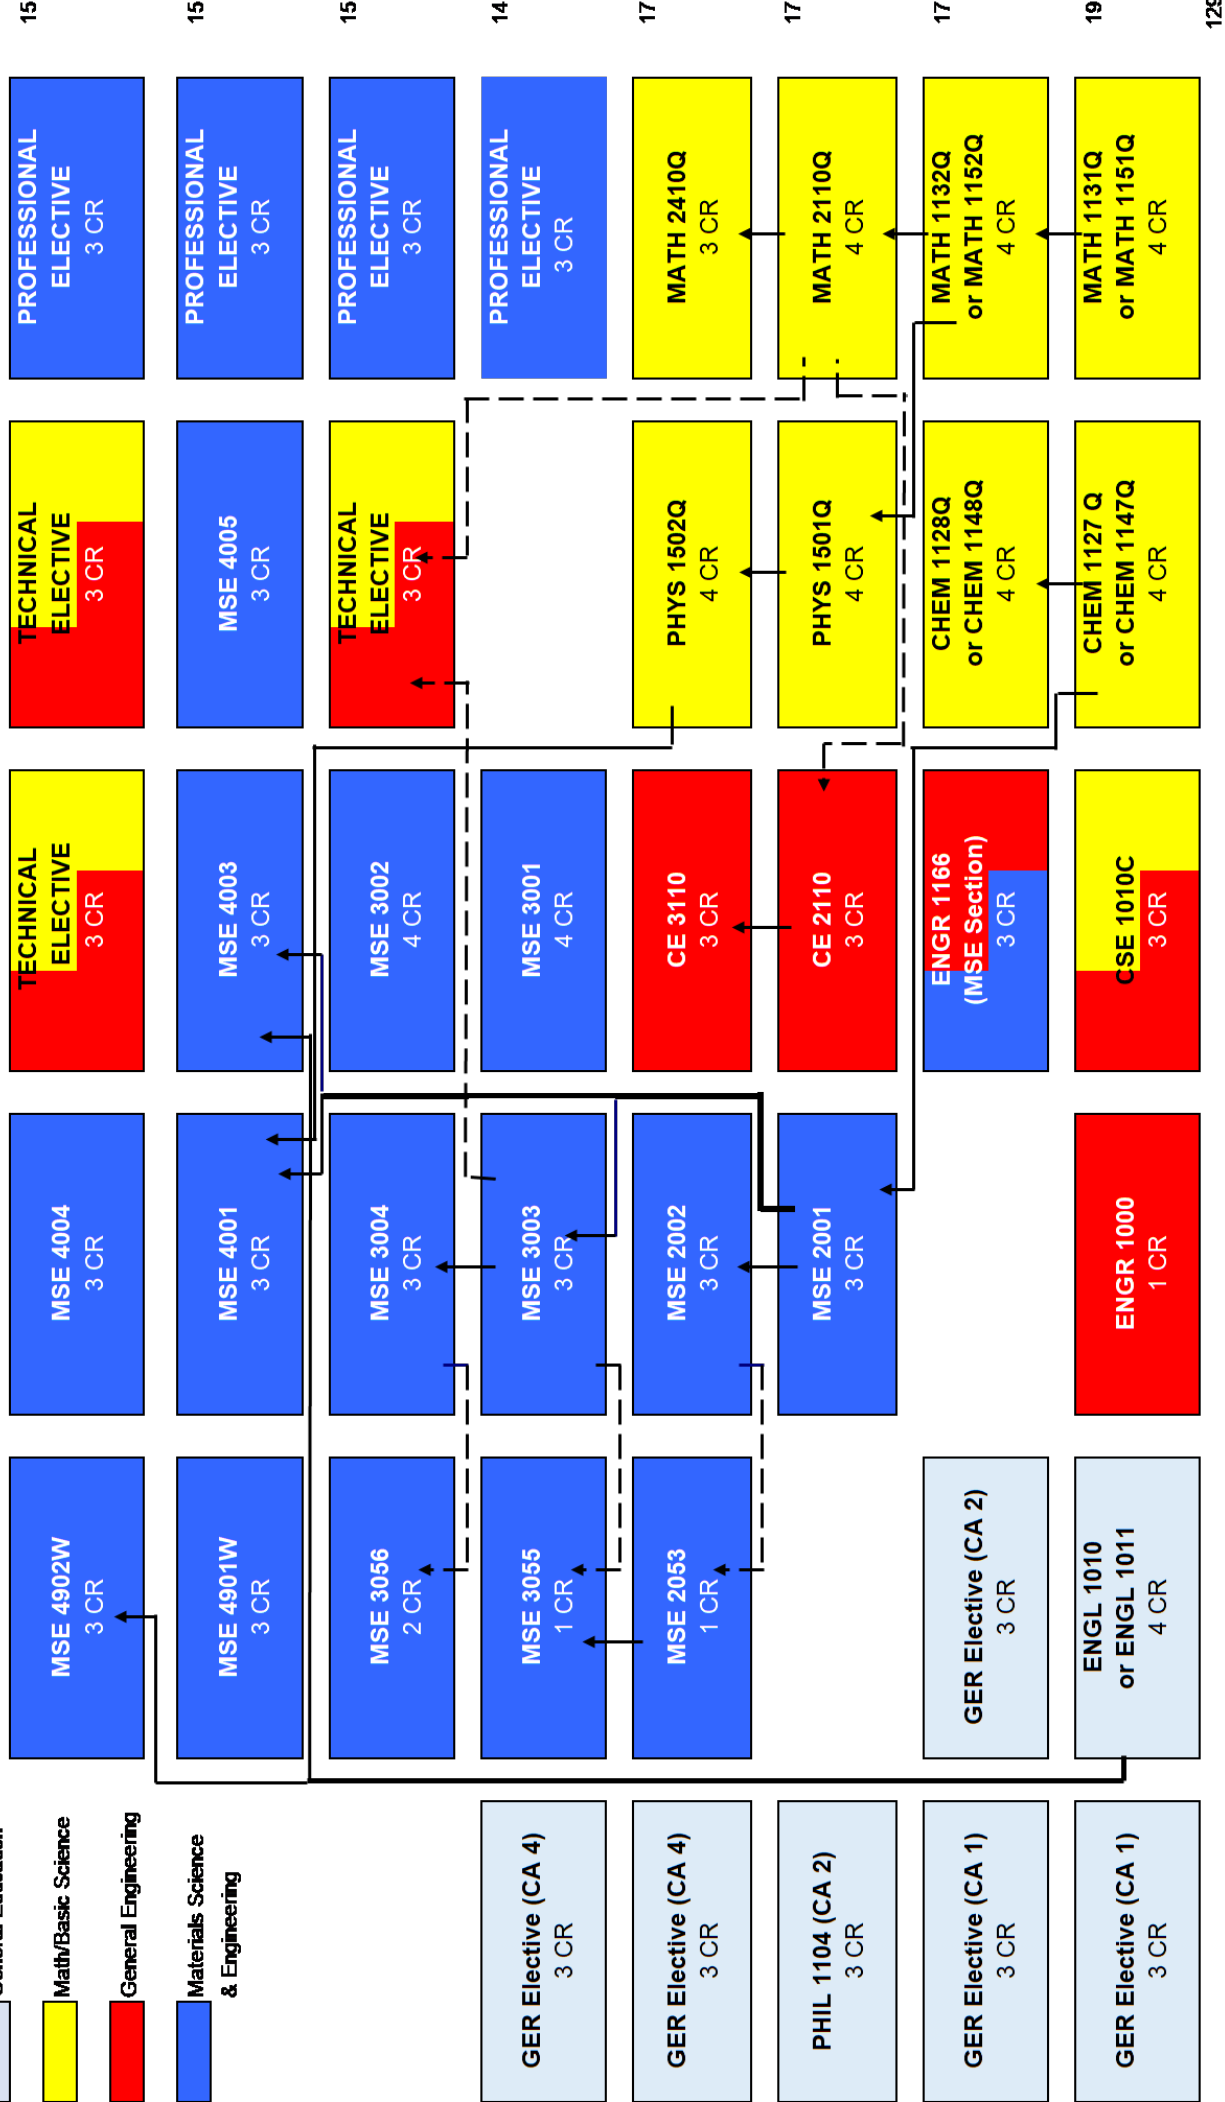 Math/Basic Science
General Engineering
Materials Science
& Engineering
MSE 4902W
3 CR
MSE 4004
3 CR
TECHNICAL
ELECTIVE
3 CR
TECHNICAL
ELECTIVE
3 CR
PROFESSIONAL
ELECTIVE
3 CR
15
MSE 4901W
3 CR
MSE 4001
3 CR
MSE 4003
3 CR
MSE 4005
3 CR
PROFESSIONAL
ELECTIVE
3 CR
15
MSE 3056
2 CR
MSE 3004
3 CR
MSE 3002
4 CR
TECHNICAL
ELECTIVE
3 CR
PROFESSIONAL
ELECTIVE
3 CR
15
GER Elective (CA 4)
3 CR
MSE 3055
1 CR
MSE 3003
3 CR
MSE 3001
4 CR
PROFESSIONAL
ELECTIVE
3 CR
14
GER Elective (CA 4)
3 CR
MSE 2053
1 CR
MSE 2002
3 CR
CE 3110
3 CR
PHYS 1502Q
4 CR
MATH 2410Q
3 CR
17
PHIL 1104 (CA 2)
3 CR
MSE 2001
3 CR
CE 2110
3 CR
PHYS 1501Q
4 CR
MATH 2110Q
4 CR
17
GER Elective (CA 1)
3 CR
GER Elective (CA 2)
3 CR
ENGR 1166
(MSE Section)
3 CR
CHEM 1128Q
or CHEM 1148Q
4 CR
MATH 1132Q
or MATH 1152Q
4 CR
17
GER Elective (CA 1)
3 CR
ENGL 1010
or ENGL 1011
4 CR
ENGR 1000
1 CR
CSE 1010C
3 CR
CHEM 1127 Q
or CHEM 1147Q
4 CR
MATH 1131Q
or MATH 1151Q
4 CR
19
129